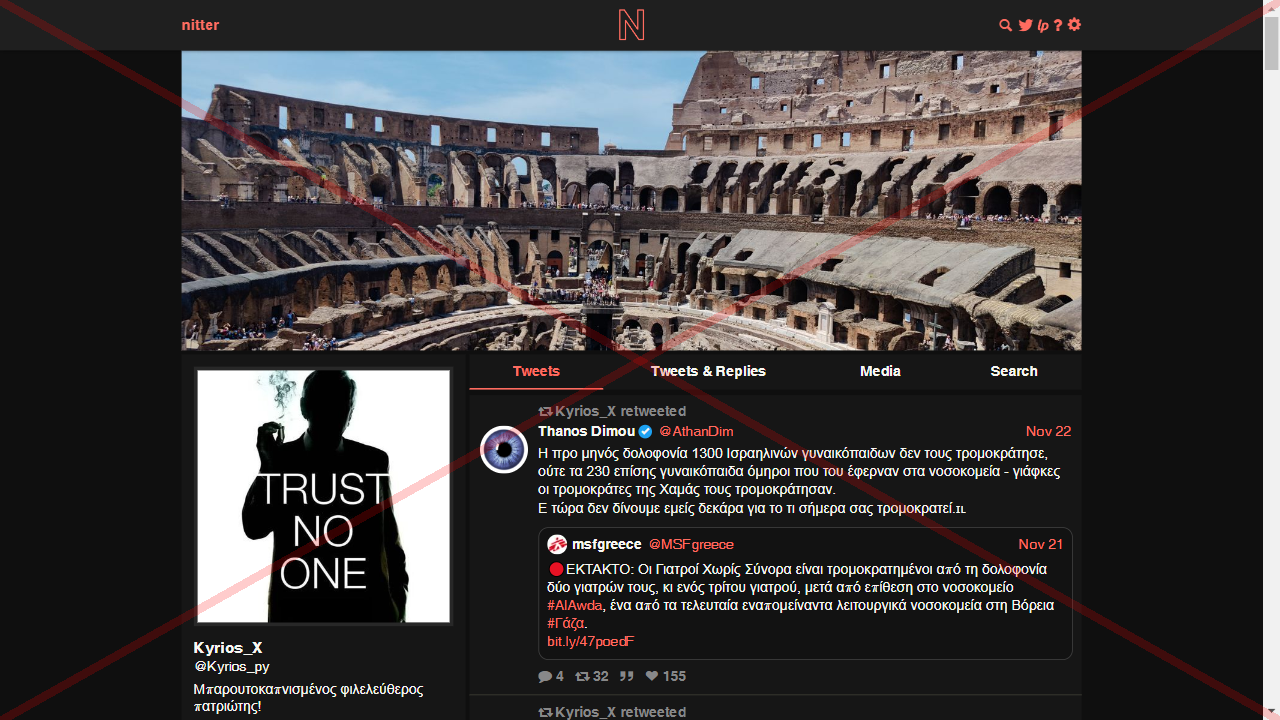 nitter
N
lp ?
Tweets
Tweets & Replies
Media
Search
Kyrios_X retweeted
Thanos Dimou @AthanDim Nov 22
Η προ μηνός δολοφονία 1300 Ισραηλινών γυναικόπαιδων δεν τους τρομοκράτησε,
ούτε τα 230 επίσης γυναικόπαιδα όμηροι που του έφερναν στα νοσοκομεία - γιάφκες
οι τρομοκράτες της Χαμάς τους τρομοκράτησαν.
Ε τώρα δεν δίνουμε εμείς δεκάρα για το τι σήμερα σας τρομοκρατεί.
msfgreece @MSFgreece Nov 21
🔴ΕΚΤΑΚΤΟ: Οι Γιατροί Χωρίς Σύνορα είναι τρομοκρατημένοι από τη δολοφονία
δύο γιατρών τους, κι ενός τρίτου γιατρού, μετά από επίθεση στο νοσοκομείο
#AlAwda, ένα από τα τελευταία εναπομείναντα λειτουργικά νοσοκομεία στη Βόρεια
#Γάζα.
bit.ly/47poedF
4 32 155
Kyrios_X retweeted
TRUST
NO
ONE
Kyrios_X
@Kyrios_py
Μπαρουτοκαπνισμένος φιλελεύθερος
πατριώτης!